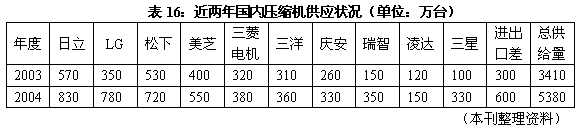 表 16：近两年国内压缩机供应状况（单位：万台）
年度 日立 LG 松下 美芝 三菱电机 三洋 庆安 瑞智 凌达 三星 进出口差 总供给量
2003 570 350 530 400 320 310 260 150 120 100 300 3410
2004 830 780 720 550 380 360 330 350 150 330 600 5380
（本刊整理资料）